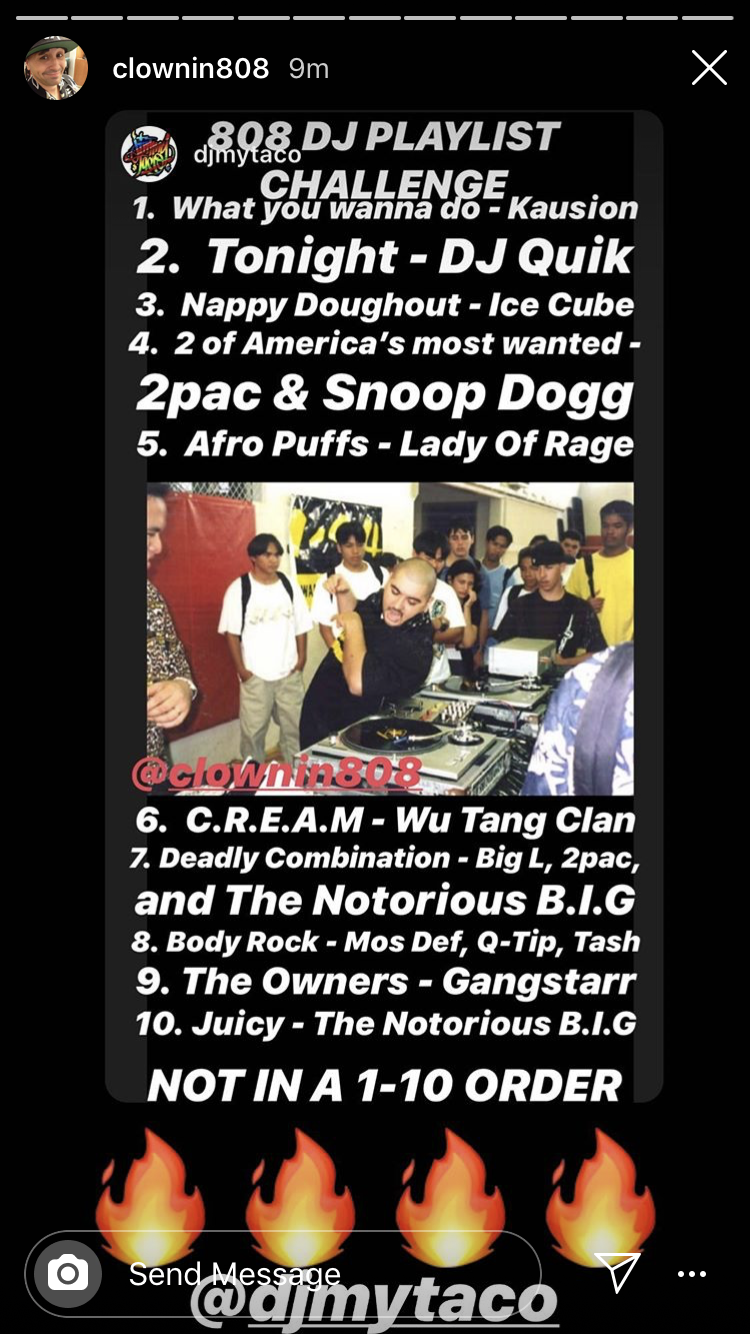 clownin808 9m
808 DJ PLAYLIST
djmytaco
CHALLENGE
1. What you wanna do - Kausion
2. Tonight - DJ Quik
3. Nappy Doughout - Ice Cube
4. 2 of America's most wanted -
2pac & Snoop Dogg
5. Afro Puffs - Lady Of Rage
@clownin808
6. C.R.E.A.M - Wu Tang Clan
7. Deadly Combination - Big L, 2pac,
and The Notorious B.I.G
8. Body Rock - Mos Def, Q-Tip, Tash
9. The Owners - Gangstarr
10. Juicy - The Notorious B.I.G
NOT IN A 1-10 ORDER
Send Message
@djmytaco